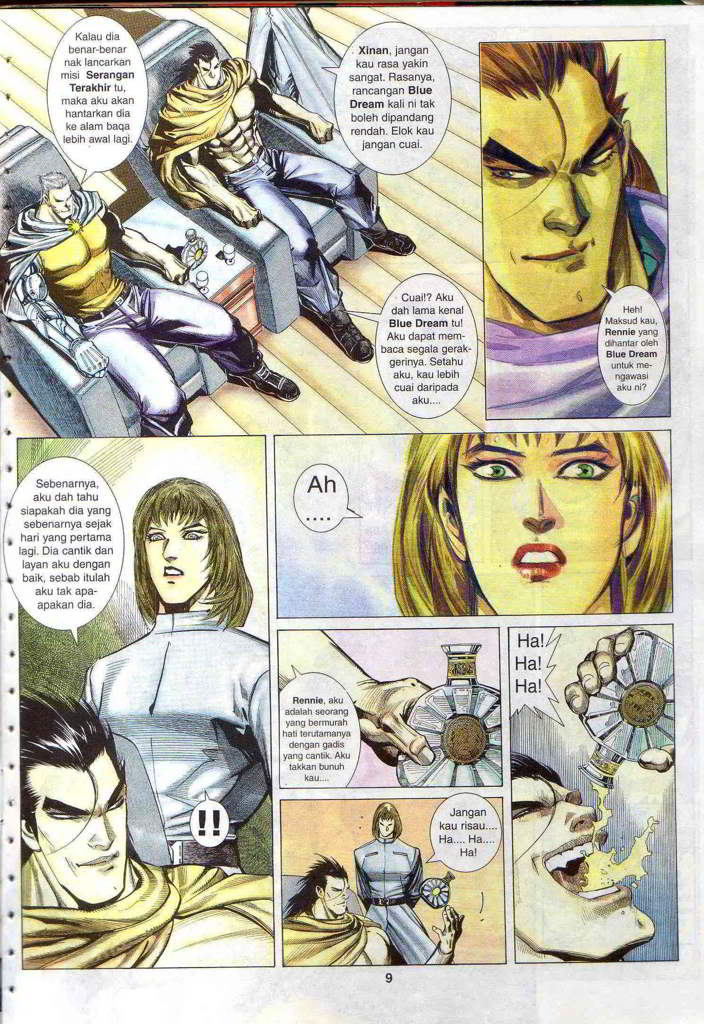 Kalau dia
benar-benar
nak lancarkan
misi Serangan
Terakhir tu,
maka aku akan
hantarkan dia
ke alam baqa
lebih awal lagi.
Xinan, jangan
kau rasa yakin
sangat. Rasanya,
rancangan Blue
Dream kali ni tak
boleh dipandang
rendah. Elok kau
jangan cuai.
Cuai!? Aku
dah lama kenal
Blue Dream tu!
Aku dah mem-
baca segala gerak-
gerinya. Setahu
aku, kau lebih
cuai daripada
aku....
Heh!
Maksud kau,
Rennie yang
dihantar oleh
Blue Dream
untuk me-
ngawasi
aku ni?
Sebenarnya,
aku dah tahu
siapakah dia yang
sebenarnya sejak
hari yang pertama
lagi. Dia cantik dan
layan aku dengan
baik, sebab itulah
aku tak apa-
apakan dia.
!!
Ah
....
Rennie, aku
adalah seorang
yang bermurah
hati terutamanya
dengan gadis
yang cantik. Aku
takkan bunuh
kau....
Jangan
kau risau....
Ha.... Ha....
Ha!
Ha!
Ha!
Ha!
9